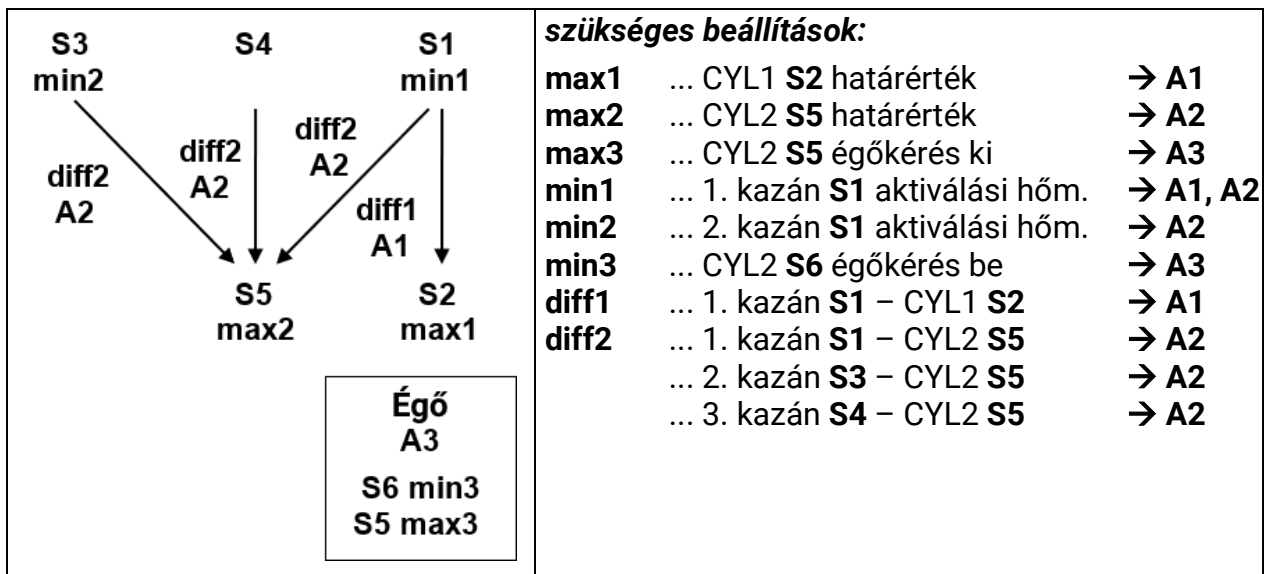 S3 S4 S1
min2 min1
diff2
diff2
A2
A2
diff2
A2
diff1
A1
S5 S2
max2 max1
Égő
A3
S6 min3
S5 max3
szükséges beállítások:
max1 ... CYL1 S2 határérték → A1
max2 ... CYL2 S5 határérték → A2
max3 ... CYL2 S5 égőkérés ki → A3
min1 ... 1. kazán S1 aktiválási hőm. → A1, A2
min2 ... 2. kazán S1 aktiválási hőm. → A2
min3 ... CYL2 S6 égőkérés be → A3
diff1 ... 1. kazán S1 – CYL1 S2 → A1
diff2 ... 1. kazán S1 – CYL2 S5 → A2
... 2. kazán S3 – CYL2 S5 → A2
... 3. kazán S4 – CYL2 S5 → A2